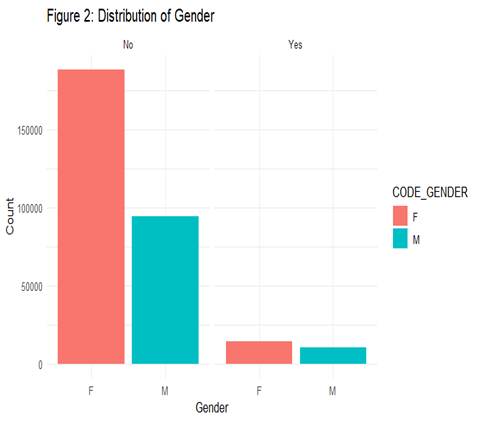 Figure 2: Distribution of Gender
No
Yes
150000
100000
50000
0
Count
F
M
F
M
Gender
CODE_GENDER
F
M